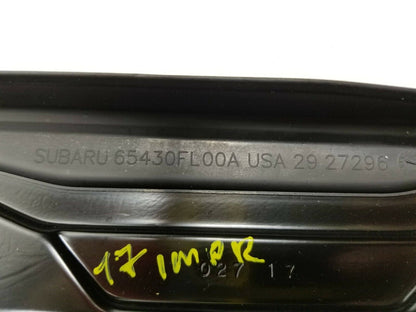 SUBARU 65430FL00A USA 29 27296
17 IMPR
027 17